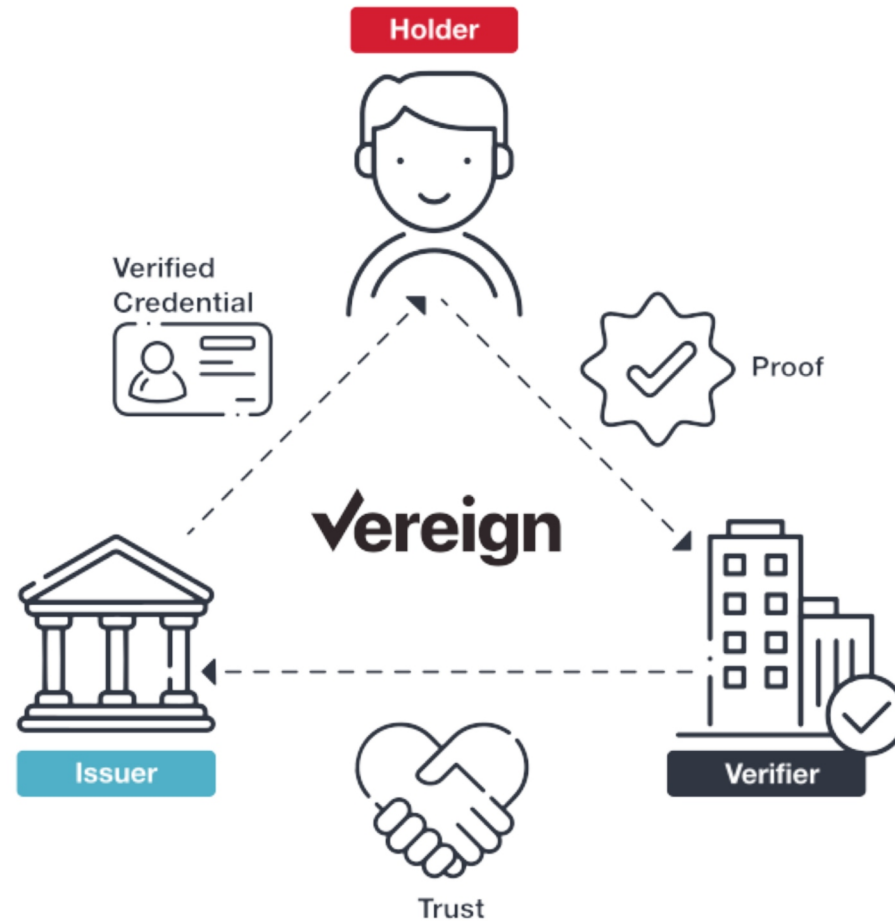 Holder
Verified
Credential
Proof
Vereign
Issuer
Verifier
Trust